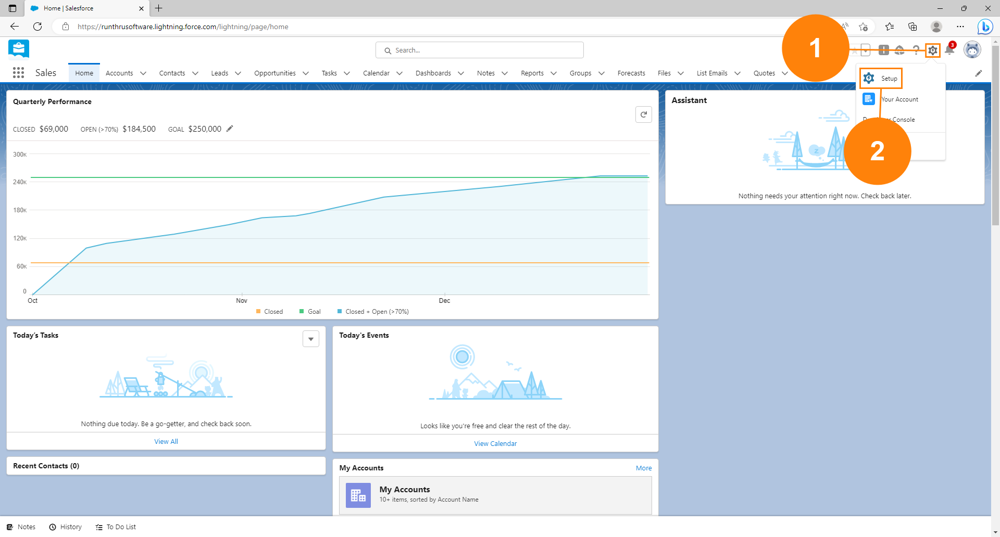 Home | Salesforce
https://runthrusoftware.lightning.force.com/lightning/page/home
1
Search...
3
Sales
Home Accounts Contacts Leads Opportunities Tasks Calendar Dashboards Notes Reports Groups Forecasts Files List Emails Quotes
Setup
Your Account
Console
2
Quarterly Performance
CLOSED $69,000 OPEN (>70%) $184,500 GOAL $250,000
300K
240K
180K
120K
60K
0
Oct Nov Dec
Closed Goal Closed + Open (>70%)
Assistant
z
Nothing needs your attention right now. Check back later.
Today's Tasks
Nothing due today. Be a go-getter, and check back soon.
View All
Today's Events
Looks like you're free and clear the rest of the day.
View Calendar
Recent Contacts (0)
My Accounts More
My Accounts
10+ items, sorted by Account Name
Notes History To Do List